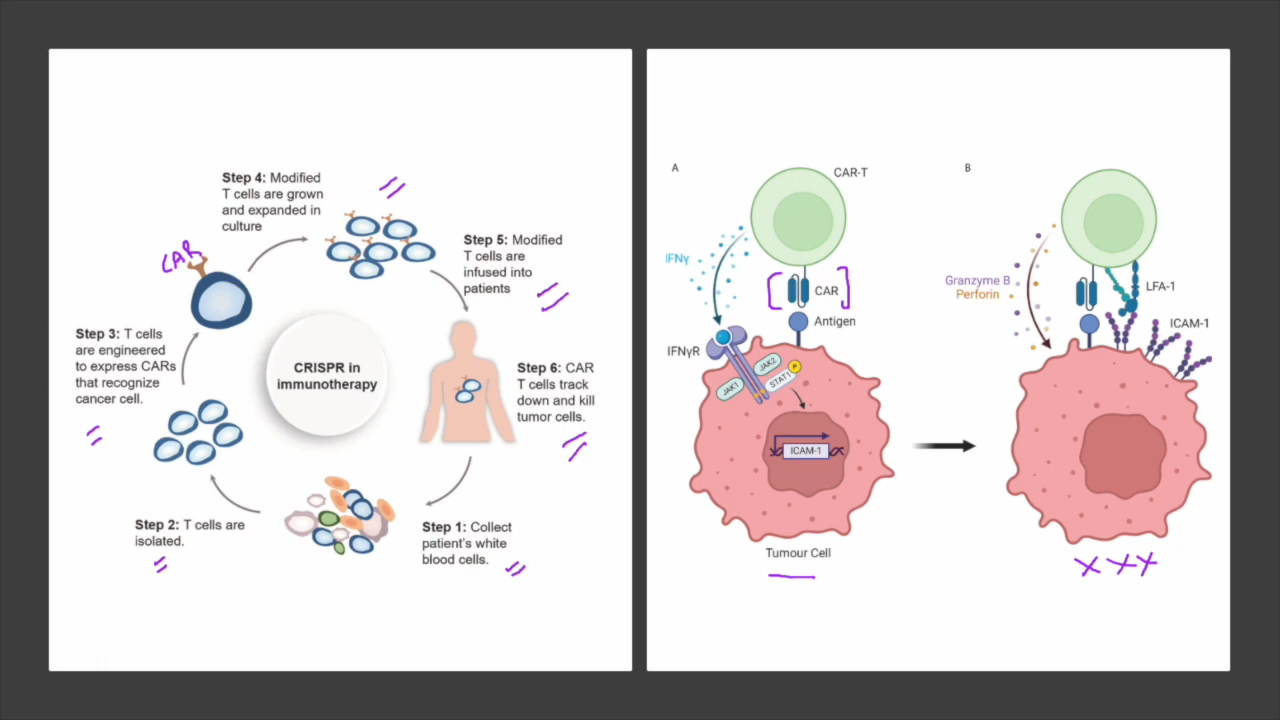 Step 4: Modified
T cells are grown
and expanded in
culture
CAR
Step 5: Modified
T cells are
infused into
patients
Step 3: T cells
are engineered
to express CARs
that recognize
cancer cell.
CRISPR in
immunotherapy
Step 6: CAR
T cells track
down and kill
tumor cells.
Step 2: T cells are
isolated.
Step 1: Collect
patient's white
blood cells.
A
CAR-T
IFNγ
CAR
Antigen
IFNγR
JAK1
JAK2
STAT1
P
ICAM-1
Tumour Cell
B
Granzyme B
Perforin
LFA-1
ICAM-1
XXX